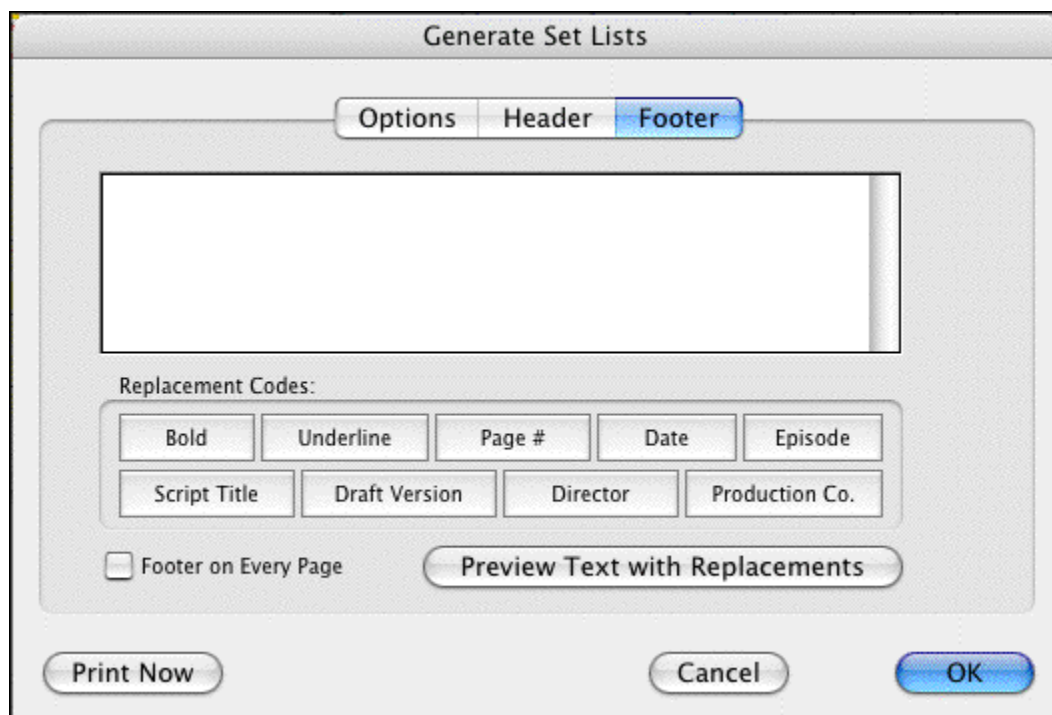 Generate Set Lists
Options Header Footer
Replacement Codes:
Bold Underline Page # Date Episode
Script Title Draft Version Director Production Co.
Footer on Every Page Preview Text with Replacements
Print Now Cancel OK